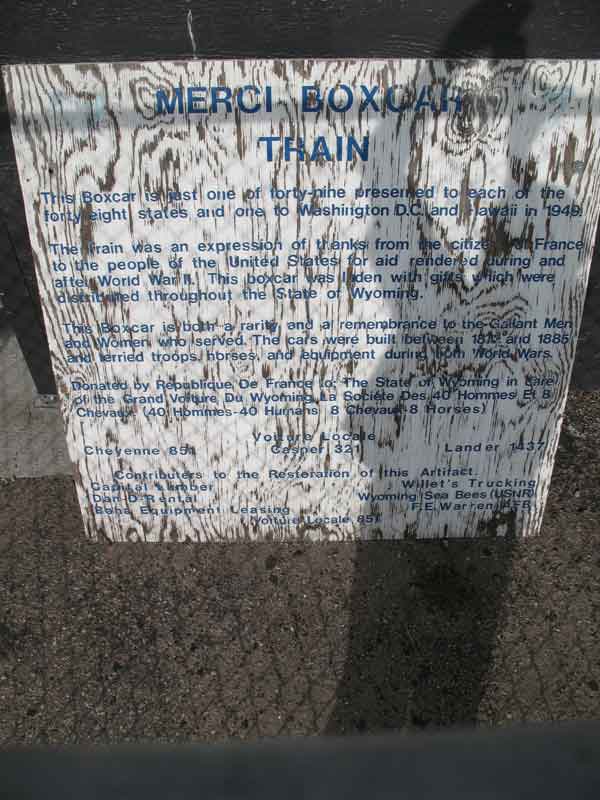 MERCI BOXCAR
TRAIN
This Boxcar is just one of forty-nine presented to each of the
forty eight states and one to Washington D.C. and Hawaii in 1949.
The Train was an expression of thanks from the citizens of France
to the people of the United States for aid rendered during and
after World War II. This boxcar was laden with gifts which were
distributed throughout the State of Wyoming.
This Boxcar is both a rarity and a remembrance to the Gallant Men
and Women who served. The cars were built between and 1885
and ferried troops, horses, and equipment during both World Wars.
Donated by Republique De France to: The State of Wyoming in care
of the Grand Voiture Du Wyoming La Societe Des 40 Hommes Et 8
Chevaux (40 Hommes-40 Humans 8 Chevaux-8 Horses)
Voiture Locale
Cheyenne 851 Casper 321 Lander 1437
Contributers to the Restoration of this Artifact.
Capital Lumber Willet's Trucking
Dan-D-Rental Wyoming Sea Bees (USNR)
Equipment Leasing F.E. Warren AFB
Voiture Locale 851